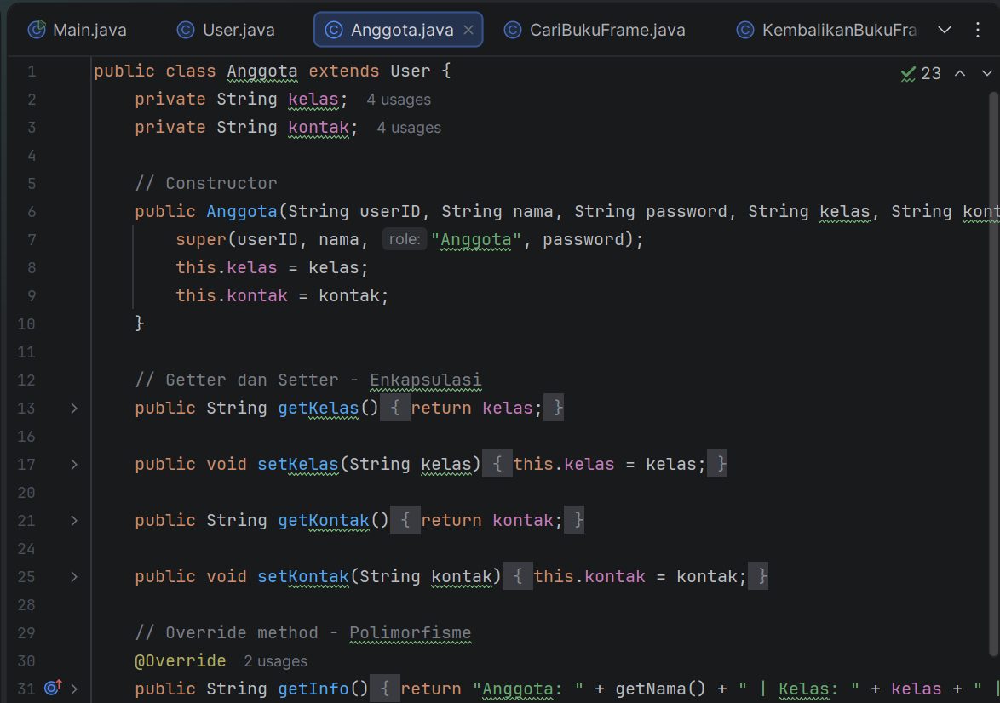 Main.java User.java Anggota.java CariBukuFrame.java KembalikanBukuFra
23
1 public class Anggota extends User {
2 private String kelas; 4 usages
3 private String kontak; 4 usages
4
5 // Constructor
6 public Anggota(String userID, String nama, String password, String kelas, String kont
7 super(userID, nama, role: "Anggota", password);
8 this.kelas = kelas;
9 this.kontak = kontak;
10 }
11
12 // Getter dan Setter - Enkapsulasi
13 public String getKelas() { return kelas; }
16
17 public void setKelas(String kelas) { this.kelas = kelas; }
20
21 public String getKontak() { return kontak; }
24
25 public void setKontak(String kontak) { this.kontak = kontak; }
28
29 // Override method - Polimorfisme
30 @Override 2 usages
31 public String getInfo() { return "Anggota: " + getNama() + " | Kelas: " + kelas + " |